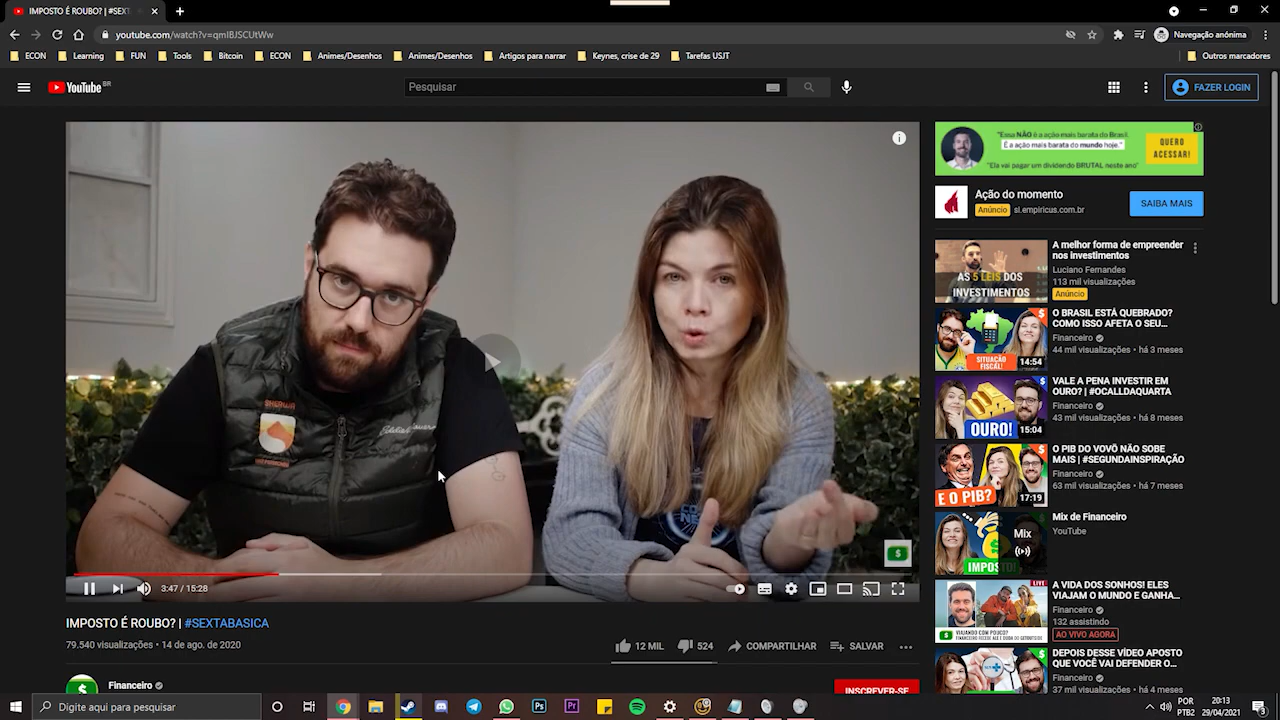 IMPOSTO É ROUBO? | #SEXT
youtube.com/watch?v=qmIBJSCUtWw
Navegação anónima
ECON
Learning
FUN
Tools
Bitcoin
ECON
Animes/Desenhos
Animes/Desenhos
Artigos para narrar
Keynes, crise de 29
Tarefas USJT
Outros marcadores
YouTube BR
Pesquisar
FAZER LOGIN
SHERWA
3:47 / 15:28
IMPOSTO É ROUBO? | #SEXTABASICA
79.540 visualizações • 14 de ago. de 2020
12 MIL
524
COMPARTILHAR
SALVAR
Financeiro
INSCREVER-SE
"Essa NÃO é a ação mais barata do Brasil.
É a ação mais barata do mundo hoje."
"Ela vai pagar um dividendo BRUTAL neste ano"
QUERO
ACESSAR!
Ação do momento
Anúncio si.empiricus.com.br
SAIBA MAIS
AS 5 LEIS DOS
INVESTIMENTOS
A melhor forma de empreender
nos investimentos
Luciano Fernandes
113 mil visualizações
Anúncio
SITUAÇÃO
FISCAL!
14:54
O BRASIL ESTÁ QUEBRADO?
COMO ISSO AFETA O SEU...
Financeiro
44 mil visualizações • há 3 meses
OURO!
15:04
VALE A PENA INVESTIR EM
OURO? | #OCALLDAQUARTA
Financeiro
43 mil visualizações • há 8 meses
E O PIB?
17:19
O PIB DO VOVÔ NÃO SOBE
MAIS | #SEGUNDAINSPIRAÇÃO
Financeiro
63 mil visualizações • há 7 meses
IMPOSTO!
Mix
Mix de Financeiro
YouTube
LIVE
VIAJANDO COM POUCO?
A VIDA DOS SONHOS! ELES
VIAJAM O MUNDO E GANHA...
Financeiro
132 assistindo
AO VIVO AGORA
DEPOIS DESSE VÍDEO APOSTO
QUE VOCÊ VAI DEFENDER O...
Financeiro
37 mil visualizações • há 4 meses
Digite aqui para pesquisar
POR
PTB2
20:13
29/04/2021